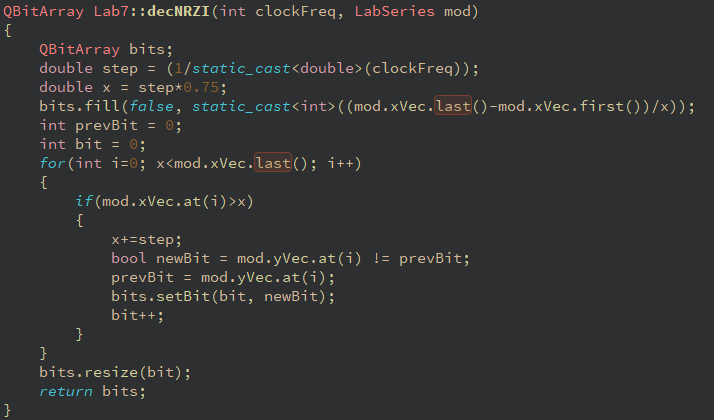 QBitArray Lab7::decNRZI(int clockFreq, LabSeries mod)
{
    QBitArray bits;
    double step = (1/static_cast<double>(clockFreq));
    double x = step*0.75;
    bits.fill(false, static_cast<int>((mod.xVec.last()-mod.xVec.first())/x));
    int prevBit = 0;
    int bit = 0;
    for(int i=0; x<mod.xVec.last(); i++)
    {
        if(mod.xVec.at(i)>x)
        {
            x+=step;
            bool newBit = mod.yVec.at(i) != prevBit;
            prevBit = mod.yVec.at(i);
            bits.setBit(bit, newBit);
            bit++;
        }
    }
    bits.resize(bit);
    return bits;
}